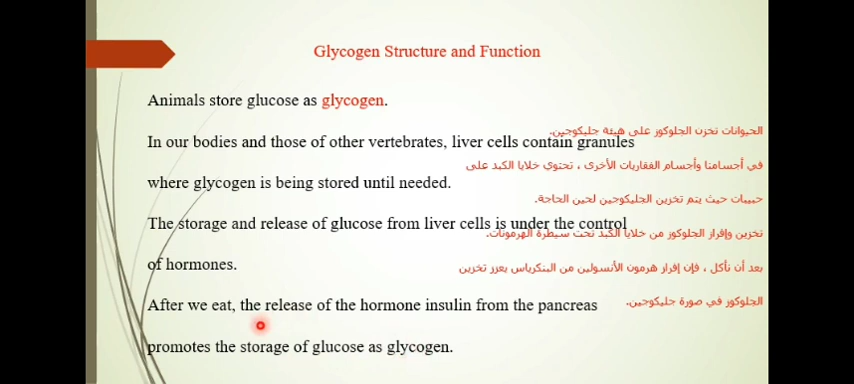 Glycogen Structure and Function
Animals store glucose as glycogen.
الحيوانات تخزن الجلوكوز على هيئة جليكوجين.
In our bodies and those of other vertebrates, liver cells contain granules
في أجسامنا وأجسام الفقاريات الأخرى ، تحتوي خلايا الكبد على
where glycogen is being stored until needed.
حبيبات حيث يتم تخزين الجليكوجين لحين الحاجة.
The storage and release of glucose from liver cells is under the control
تخزين وإفراز الجلوكوز من خلايا الكبد تحت سيطرة الهرمونات.
of hormones.
بعد أن نأكل ، فإن إفراز هرمون الأنسولين من البنكرياس يعزز تخزين
After we eat, the release of the hormone insulin from the pancreas
الجلوكوز في صورة جليكوجين.
promotes the storage of glucose as glycogen.